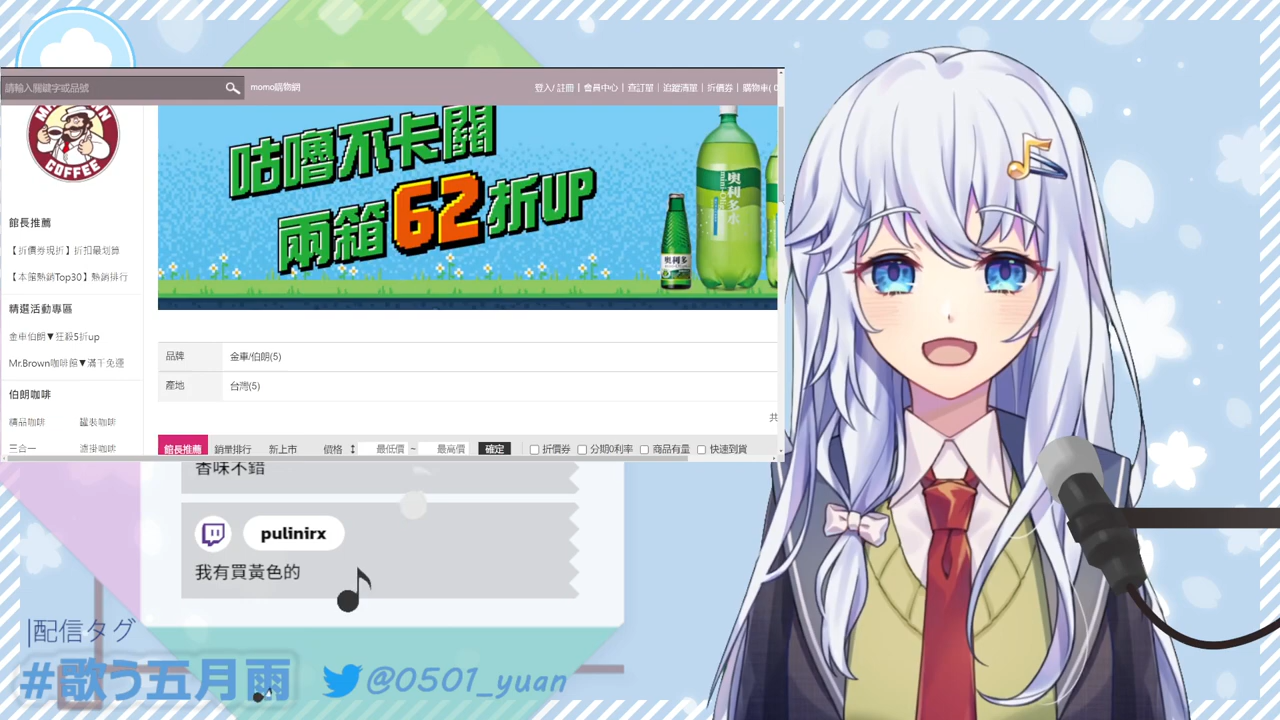 請輸入關鍵字或品號
momo購物網
登入/ 註冊 | 會員中心 | 查訂單 | 追蹤清單 | 折價券 | 購物車( 0
COFFEE
咕嚕不卡關
兩箱62折UP
奧利多水
mini-Oligo
奧利多
館長推薦
【折價券現折】折扣最划算
【本館熱銷Top30】熱銷排行
精選活動專區
金車伯朗▼狂殺5折up
Mr.Brown咖啡館▼滿千免運
伯朗咖啡
精品咖啡 罐裝咖啡
三合一 濾掛咖啡
品牌 金車/伯朗(5)
產地 台灣(5)
共
館長推薦 銷量排行 新上市 價格 最低價 ~ 最高價 確定 折價券 分期0利率 商品有量 快速到貨
香味不錯
pulinirx
我有買黃色的
|配信タグ
#歌う五月雨
@0501_yuan